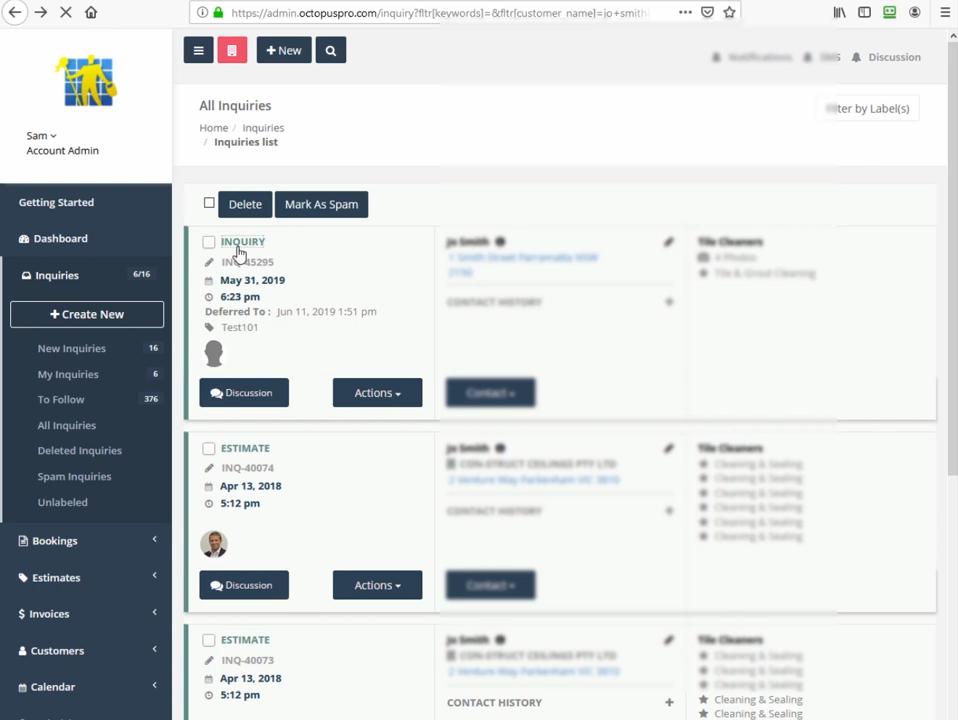 https://admin.octopuspro.com/inquiry?fltr[keywords]=&fltr[customer_name]=jo+smith
New
Notifications
SMS
Discussion
Sam
Account Admin
All Inquiries
Home / Inquiries
/ Inquiries list
Filter by Label(s)
Getting Started
Dashboard
Inquiries 6/16
Create New
New Inquiries 16
My Inquiries 6
To Follow 376
All Inquiries
Deleted Inquiries
Spam Inquiries
Unlabeled
Bookings
Estimates
Invoices
Customers
Calendar
Delete
Mark As Spam
INQUIRY
INQ-45295
May 31, 2019
6:23 pm
Deferred To : Jun 11, 2019 1:51 pm
Test101
Discussion
Actions
Jo Smith
1 Smith Street Parramatta NSW
2150
CONTACT HISTORY
Contact
Tile Cleaners
4 Photos
Tile & Grout Cleaning
ESTIMATE
INQ-40074
Apr 13, 2018
5:12 pm
Discussion
Actions
Jo Smith
CON-STRUCT CEILINGS PTY LTD
2 Venture Way Pakenham VIC 3810
CONTACT HISTORY
Contact
Tile Cleaners
Cleaning & Sealing
Cleaning & Sealing
Cleaning & Sealing
Cleaning & Sealing
Cleaning & Sealing
Cleaning & Sealing
ESTIMATE
INQ-40073
Apr 13, 2018
5:12 pm
Jo Smith
CON-STRUCT CEILINGS PTY LTD
2 Venture Way Pakenham VIC 3810
CONTACT HISTORY
Tile Cleaners
Cleaning & Sealing
Cleaning & Sealing
Cleaning & Sealing
Cleaning & Sealing